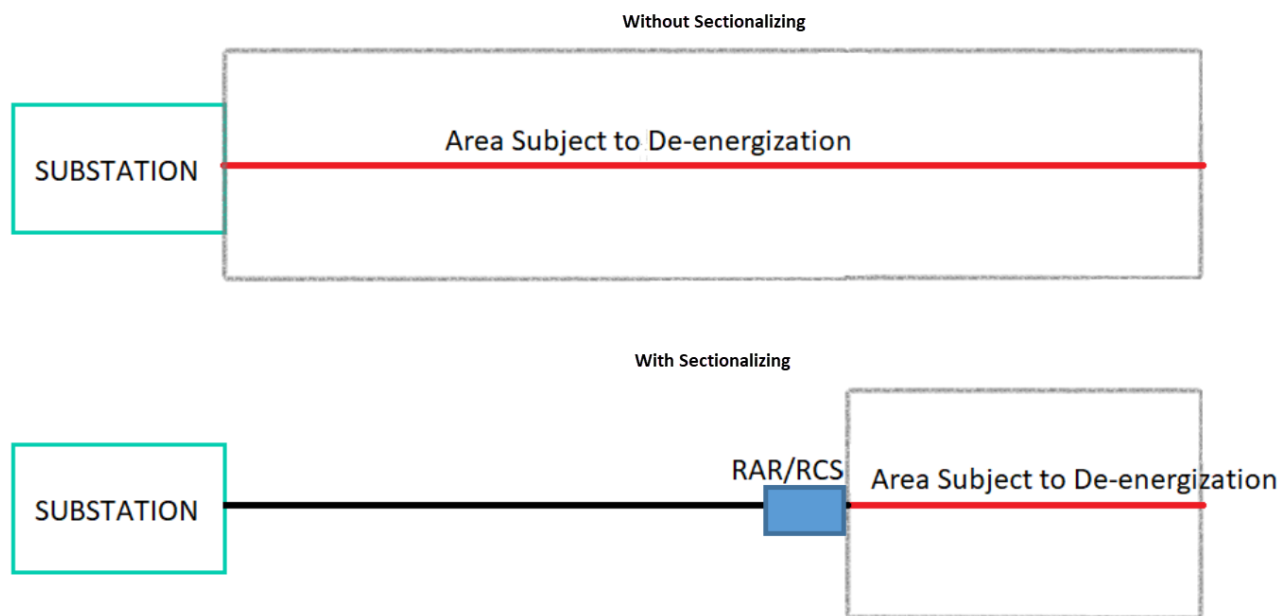 Without Sectionalizing
Area Subject to De-energization
SUBSTATION
With Sectionalizing
RAR/RCS
Area Subject to De-energization
SUBSTATION